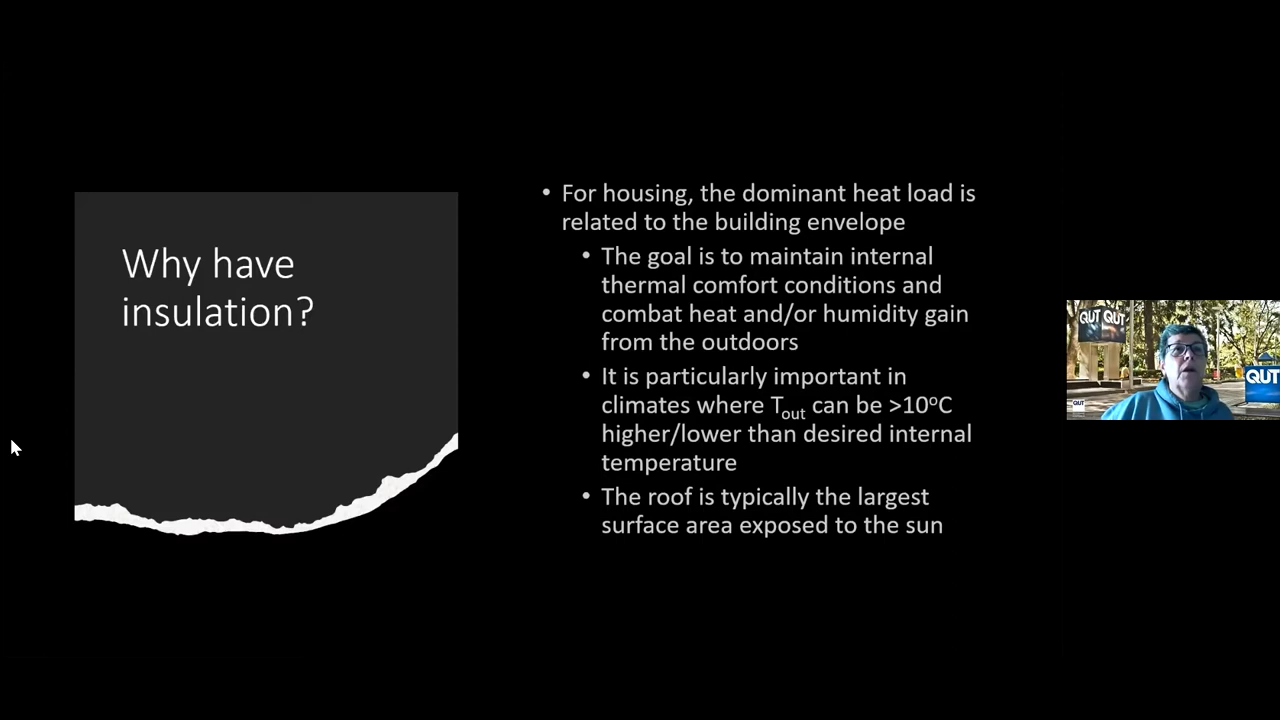 Why have
insulation?
• For housing, the dominant heat load is
related to the building envelope
• The goal is to maintain internal
thermal comfort conditions and
combat heat and/or humidity gain
from the outdoors
• It is particularly important in
climates where Tout can be >10°C
higher/lower than desired internal
temperature
• The roof is typically the largest
surface area exposed to the sun
QUT QUT
QUT
QUT